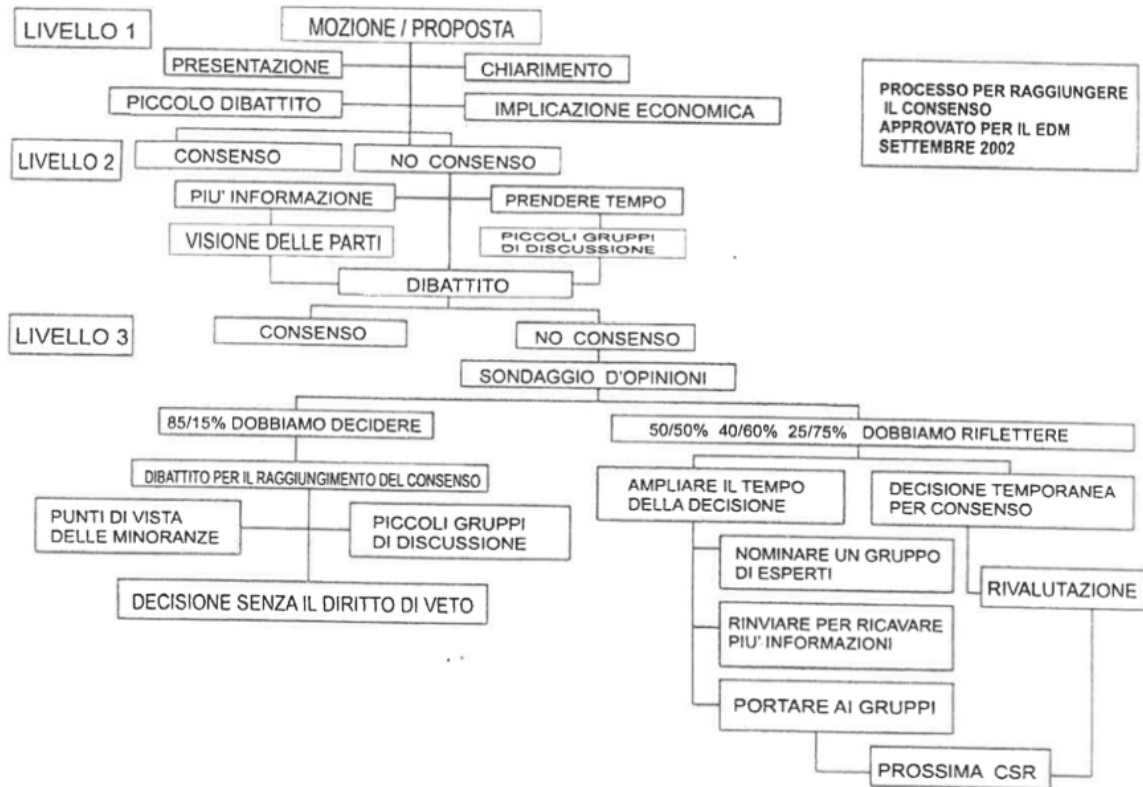 LIVELLO 1
MOZIONE / PROPOSTA
PRESENTAZIONE
CHIARIMENTO
PICCOLO DIBATTITO
IMPLICAZIONE ECONOMICA
PROCESSO PER RAGGIUNGERE
IL CONSENSO
APPROVATO PER IL EDM
SETTEMBRE 2002
LIVELLO 2
CONSENSO
NO CONSENSO
PIU' INFORMAZIONE
PRENDERE TEMPO
VISIONE DELLE PARTI
PICCOLI GRUPPI
DI DISCUSSIONE
DIBATTITO
LIVELLO 3
CONSENSO
NO CONSENSO
SONDAGGIO D'OPINIONI
85/15% DOBBIAMO DECIDERE
50/50% 40/60% 25/75% DOBBIAMO RIFLETTERE
DIBATTITO PER IL RAGGIUNGIMENTO DEL CONSENSO
PUNTI DI VISTA
DELLE MINORANZE
PICCOLI GRUPPI
DI DISCUSSIONE
DECISIONE SENZA IL DIRITTO DI VETO
AMPLIARE IL TEMPO
DELLA DECISIONE
DECISIONE TEMPORANEA
PER CONSENSO
NOMINARE UN GRUPPO
DI ESPERTI
RIVALUTAZIONE
RINVIARE PER RICAVARE
PIU' INFORMAZIONI
PORTARE AI GRUPPI
PROSSIMA CSR